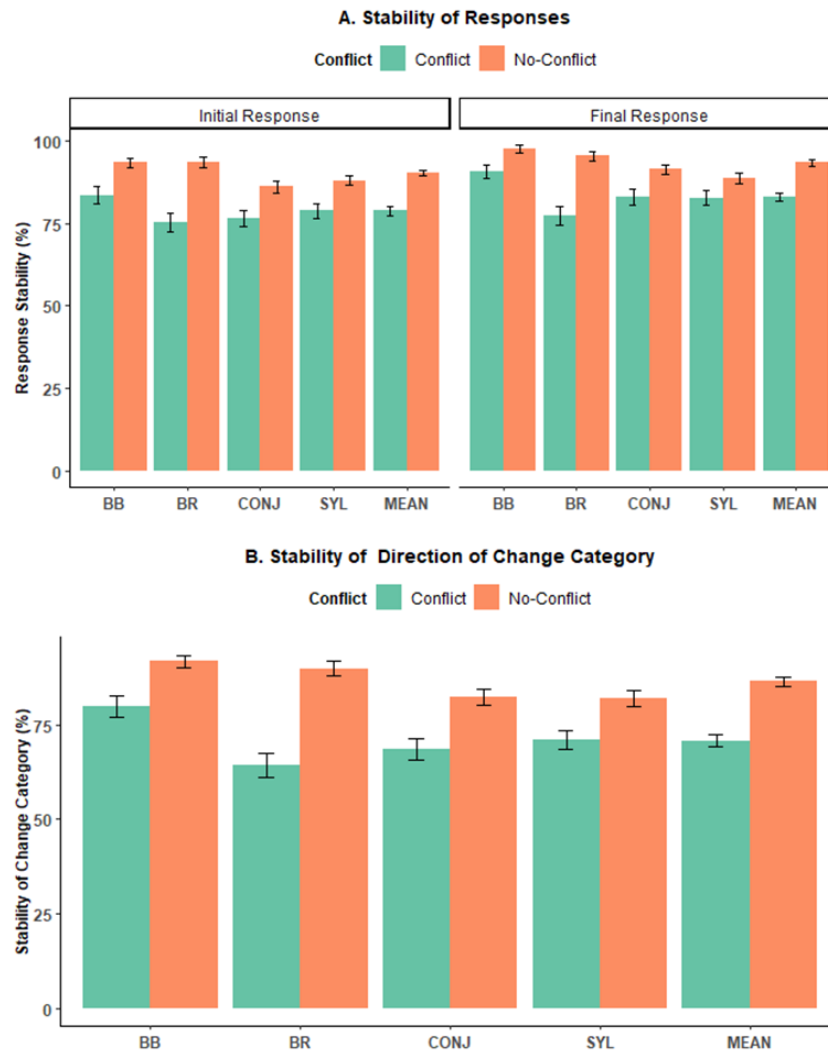 A. Stability of Responses
Conflict Conflict No-Conflict
Initial Response Final Response
Response Stability (%)
100
75
50
25
0
BB BR CONJ SYL MEAN BB BR CONJ SYL MEAN
B. Stability of Direction of Change Category
Conflict Conflict No-Conflict
Stability of Change Category (%)
75
50
25
0
BB BR CONJ SYL MEAN